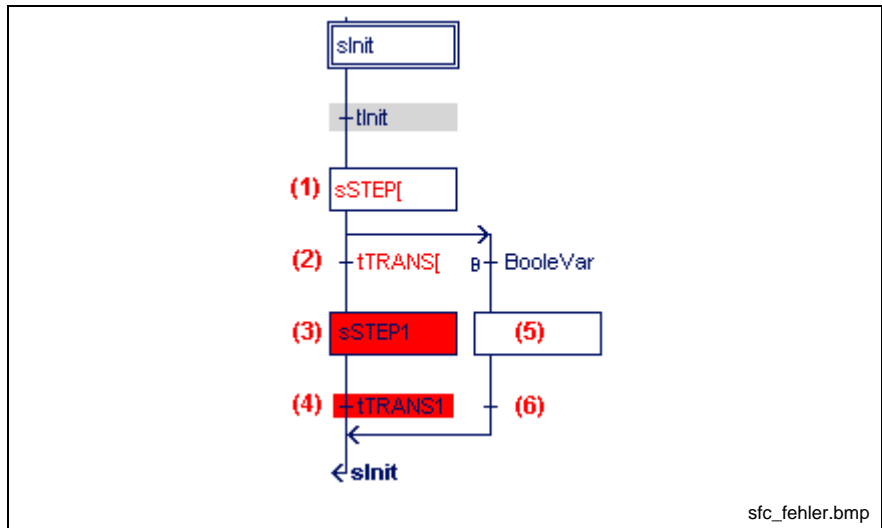 sInit
tInit
(1) sSTEP[
(2) tTRANS[ B BooleVar
(3) sSTEP1 (5)
(4) tTRANS1 (6)
sInit
sfc_fehler.bmp